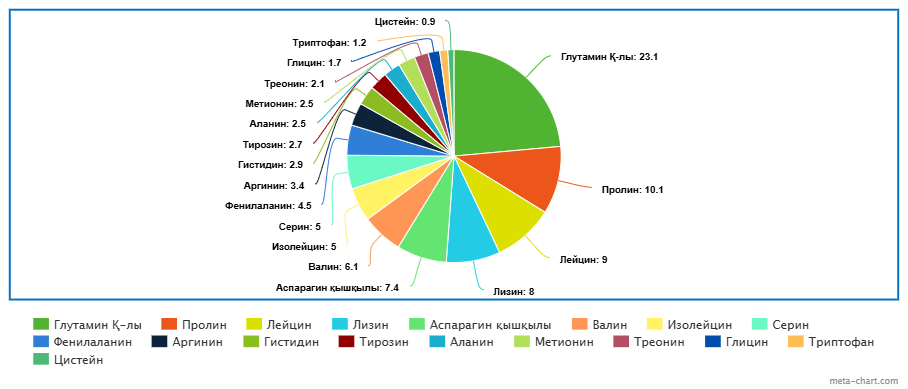 Цистейн: 0.9
Триптофан: 1.2
Глицин: 1.7
Треонин: 2.1
Метионин: 2.5
Аланин: 2.5
Тирозин: 2.7
Гистидин: 2.9
Аргинин: 3.4
Фенилаланин: 4.5
Серин: 5
Изолейцин: 5
Валин: 6.1
Аспарагин қышқылы: 7.4
Глутамин Қ-лы: 23.1
Пролин: 10.1
Лейцин: 9
Лизин: 8
Глутамин Қ-лы Пролин Лейцин Лизин Аспарагин қышқылы Валин Изолейцин Серин
Фенилаланин Аргинин Гистидин Тирозин Аланин Метионин Треонин Глицин Триптофан
Цистейн
meta-chart.com